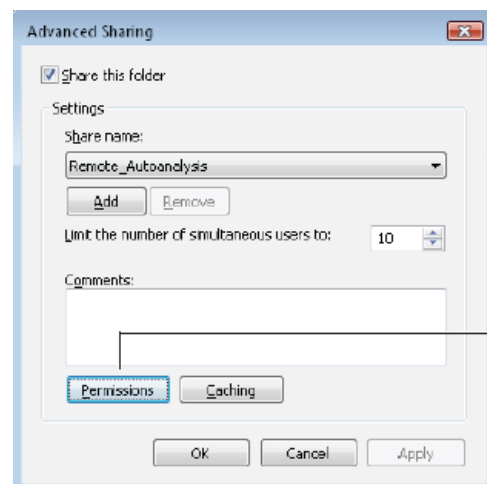 Advanced Sharing
Share this folder
Settings
Share name:
Remote_Autoanalysis
Add Remove
Limit the number of simultaneous users to: 10
Comments:
Permissions Caching
OK Cancel Apply